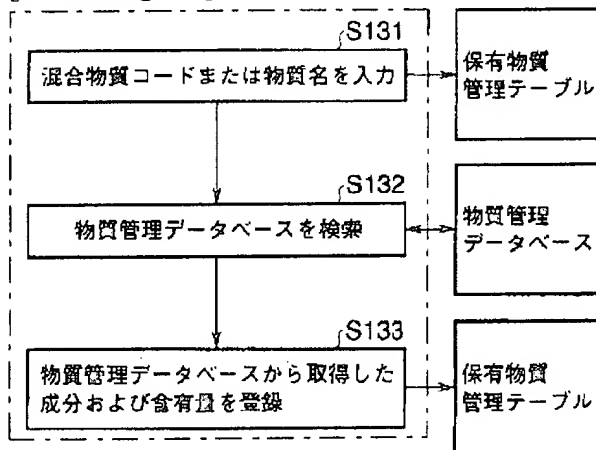 S131
混合物質コードまたは物質名を入力
保有物質
管理テーブル
S132
物質管理データベースを検索
物質管理
データベース
S133
物質管理データベースから取得した
成分および含有量を登録
保有物質
管理テーブル